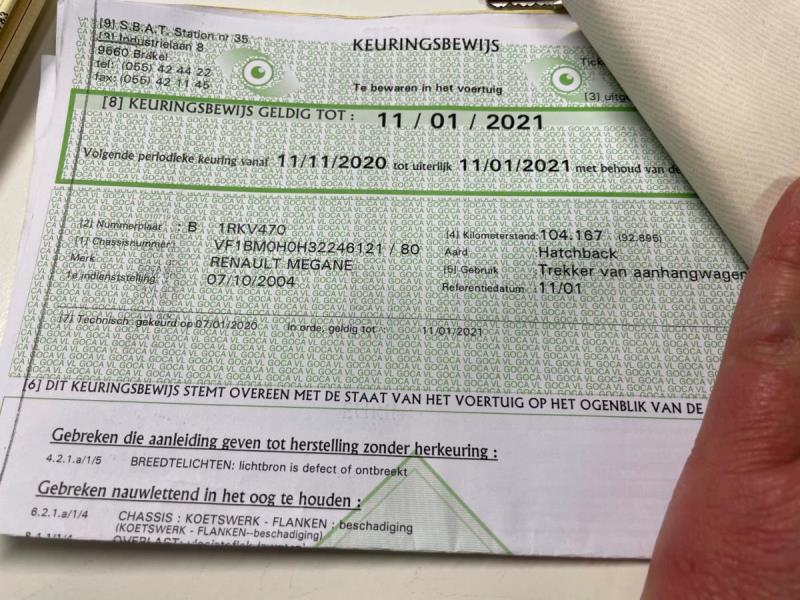 [9] S.B.A.T. Station nr 35
[3] Industrielaan 8
9660 Brakel
tel: (055) 42 44 22
fax: (055) 42 11 45
KEURINGSBEWIJS
Te bewaren in het voertuig
Tick
[3] uitg
[8] KEURINGSBEWIJS GELDIG TOT : 11 / 01 / 2021
Volgende periodieke keuring vanaf 11/11/2020 tot uiterlijk 11/01/2021 met behoud van de
[2] Nummerplaat : B 1RKV470
[1] Chassisnummer: VF1BM0H0H32246121 / 80
Merk RENAULT MEGANE
1e indienststelling: 07/10/2004
[4] Kilometerstand: 104.167 (92.895)
Aard Hatchback
[5] Gebruik Trekker van aanhangwagen
Referentiedatum : 11/01
[7] Technisch gekeurd op 07/01/2020 In orde, geldig tot 11/01/2021
[6] DIT KEURINGSBEWIJS STEMT OVEREEN MET DE STAAT VAN HET VOERTUIG OP HET OGENBLIK VAN DE
Gebreken die aanleiding geven tot herstelling zonder herkeuring :
4.2.1.a/1/5 BREEDTELICHTEN: lichtbron is defect of ontbreekt
Gebreken nauwlettend in het oog te houden :
6.2.1.a/1/4 CHASSIS : KOETSWERK - FLANKEN : beschadiging
(KOETSWERK - FLANKEN--beschadiging)